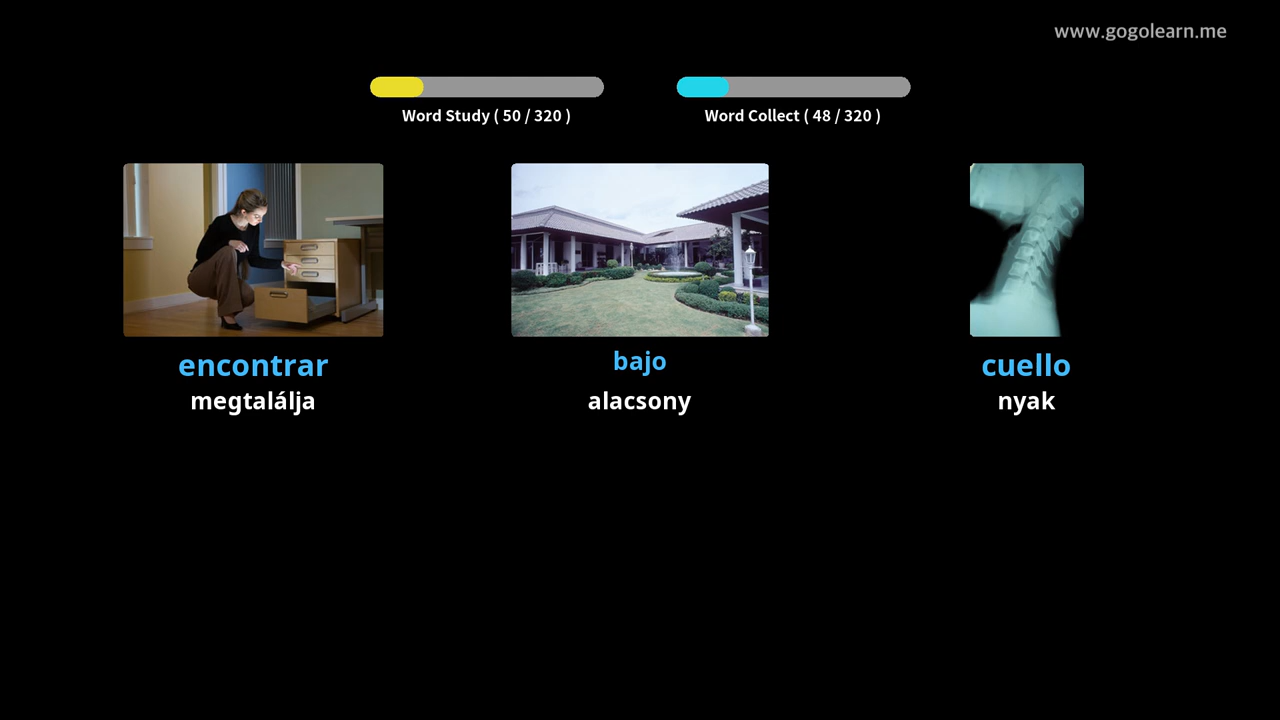 www.gogolearn.me
Word Study ( 50 / 320 )
Word Collect ( 48 / 320 )
encontrar
megtalálja
bajo
alacsony
cuello
nyak